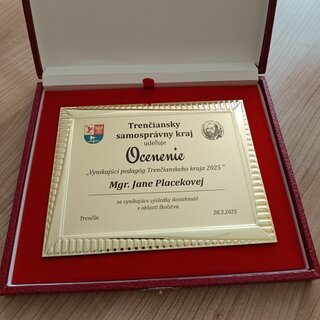 Trenčiansky
samosprávny kraj
udeľuje
Ocenenie
„Vynikajúci pedagóg Trenčianskeho kraja 2025 "
Mgr. Jane Placekovej
za vynikajúce výsledky dosiahnuté
v oblasti školstva
Trenčín 28.3.2025